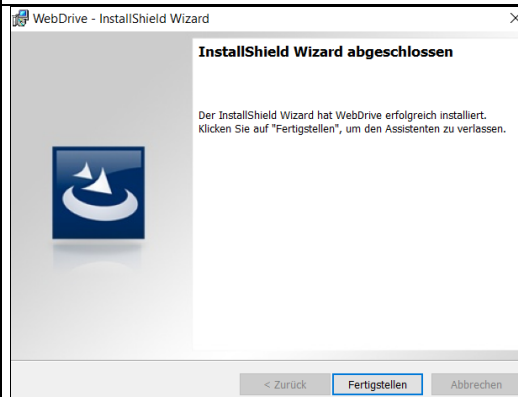 WebDrive - InstallShield Wizard
InstallShield Wizard abgeschlossen
Der InstallShield Wizard hat WebDrive erfolgreich installiert.
Klicken Sie auf "Fertigstellen", um den Assistenten zu verlassen.
< Zurück Fertigstellen Abbrechen